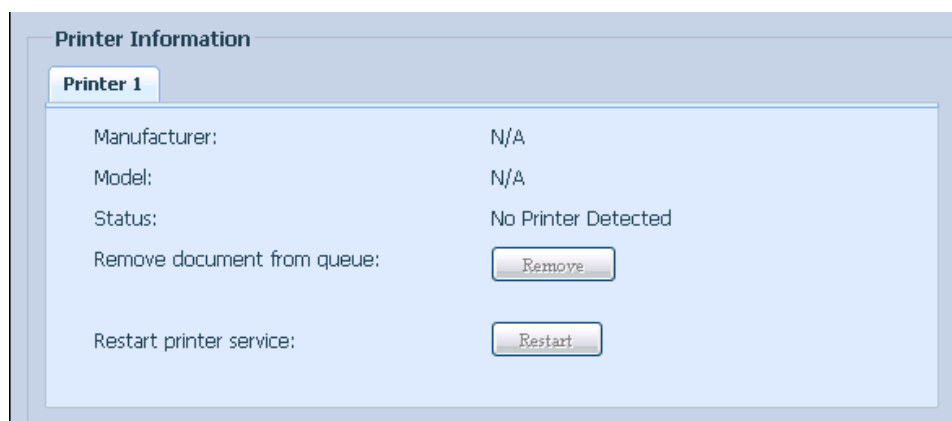 Printer Information
Printer 1
Manufacturer: N/A
Model: N/A
Status: No Printer Detected
Remove document from queue: Remove
Restart printer service: Restart